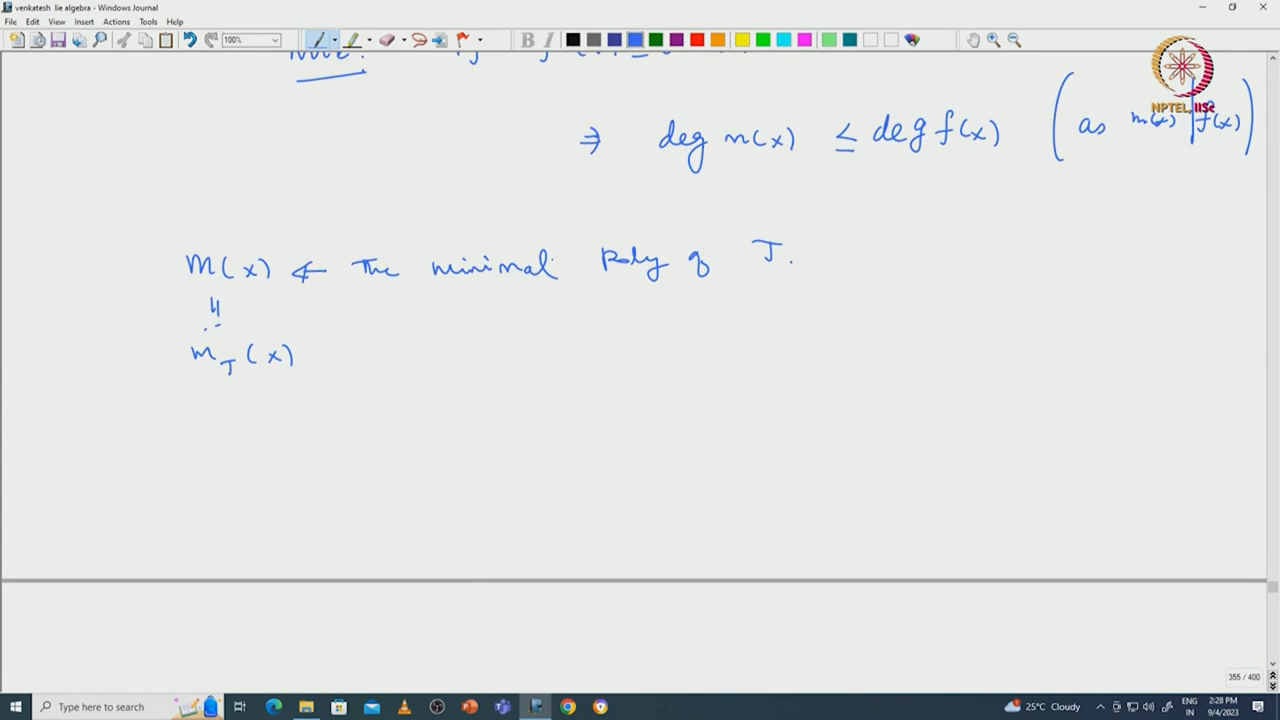 venkatesh lie algebra - Windows Journal
File Edit View Insert Actions Tools Help
100%
Note:
NPTEL, IISc
⇒ deg m(x) ≤ deg f(x) (as m(x) | f(x))
m(x) ← The minimal poly of T.
m_T(x)
355 / 400
Type here to search
25°C Cloudy
ENG
IN
2:28 PM
9/4/2023